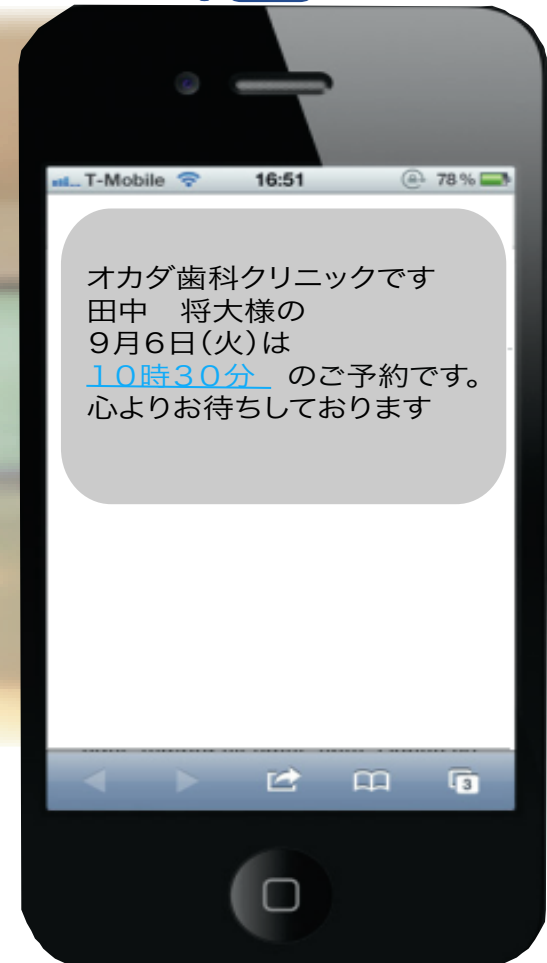 T-Mobile 16:51 78%
オカダ歯科クリニックです
田中　将大様の
９月６日（火）は
１０時３０分　のご予約です。
心よりお待ちしております
3